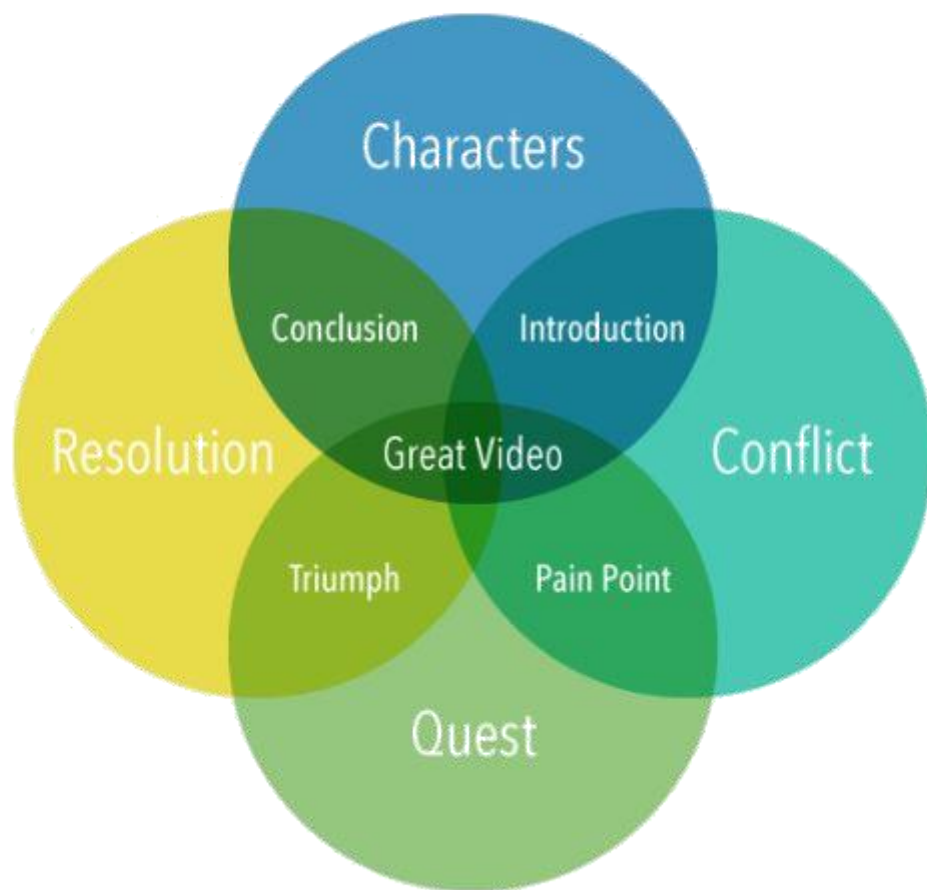 Characters
Conclusion
Introduction
Resolution
Great Video
Conflict
Triumph
Pain Point
Quest